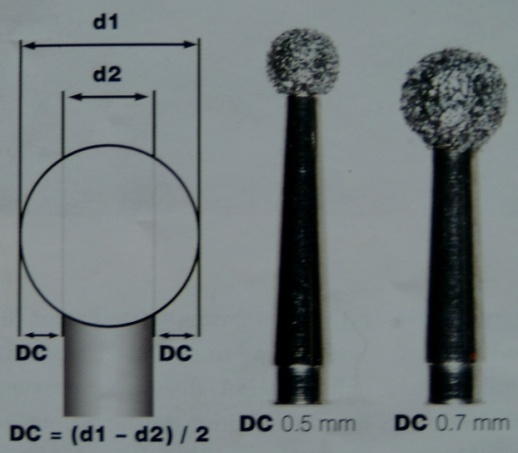 d1
d2
DC DC
DC = (d1 – d2) / 2
DC 0.5 mm
DC 0.7 mm